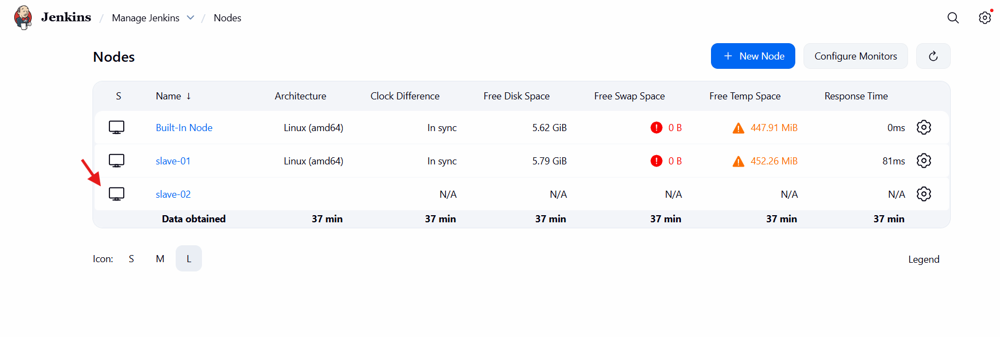 Jenkins / Manage Jenkins / Nodes
Nodes
+ New Node
Configure Monitors
S Name ↓ Architecture Clock Difference Free Disk Space Free Swap Space Free Temp Space Response Time
Built-In Node Linux (amd64) In sync 5.62 GiB 0 B 447.91 MiB 0ms
slave-01 Linux (amd64) In sync 5.79 GiB 0 B 452.26 MiB 81ms
slave-02 N/A N/A N/A N/A N/A
Data obtained 37 min 37 min 37 min 37 min 37 min 37 min
Icon: S M L
Legend